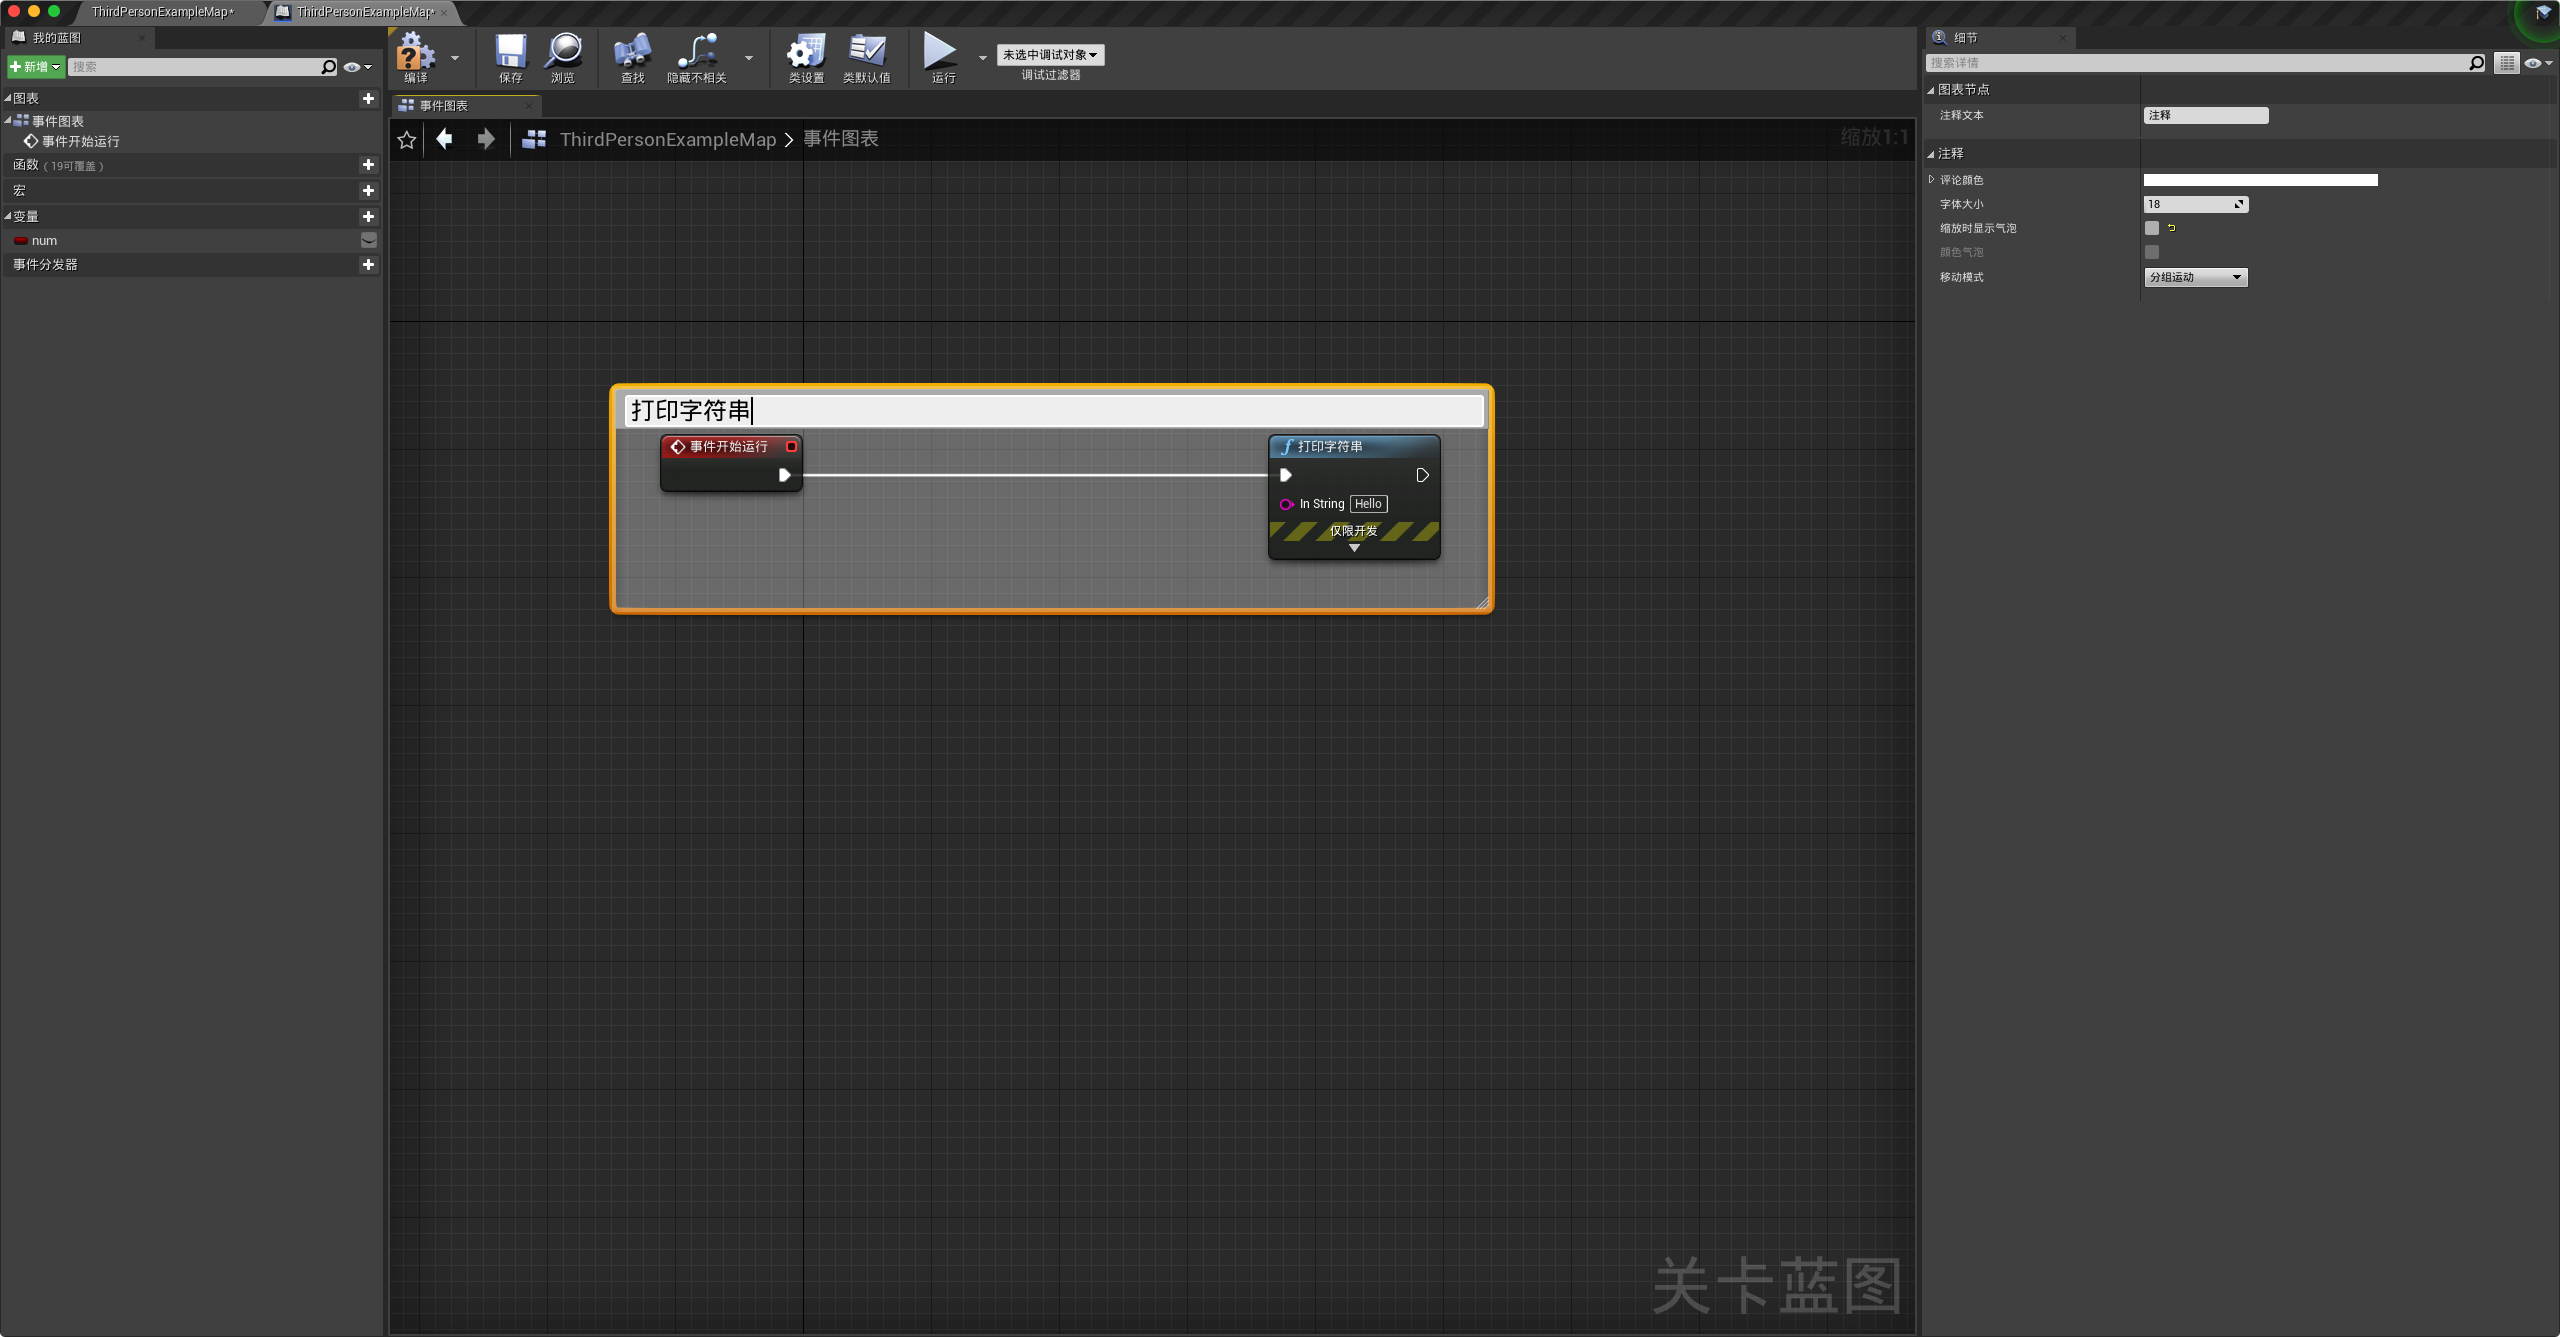 ThirdPersonExampleMap*
ThirdPersonExampleMap*
我的蓝图
新增
搜索
图表
事件图表
事件开始运行
函数 (19可覆盖)
宏
变量
num
事件分发器
编译
保存
浏览
查找
隐藏不相关
类设置
类默认值
运行
未选中调试对象
调试过滤器
事件图表
ThirdPersonExampleMap > 事件图表
缩放1:1
打印字符串
事件开始运行
打印字符串
In String Hello
仅限开发
关卡蓝图
细节
搜索详情
图表节点
注释文本 注释
注释
评论颜色
字体大小 18
缩放时显示气泡
颜色气泡
移动模式 分组运动